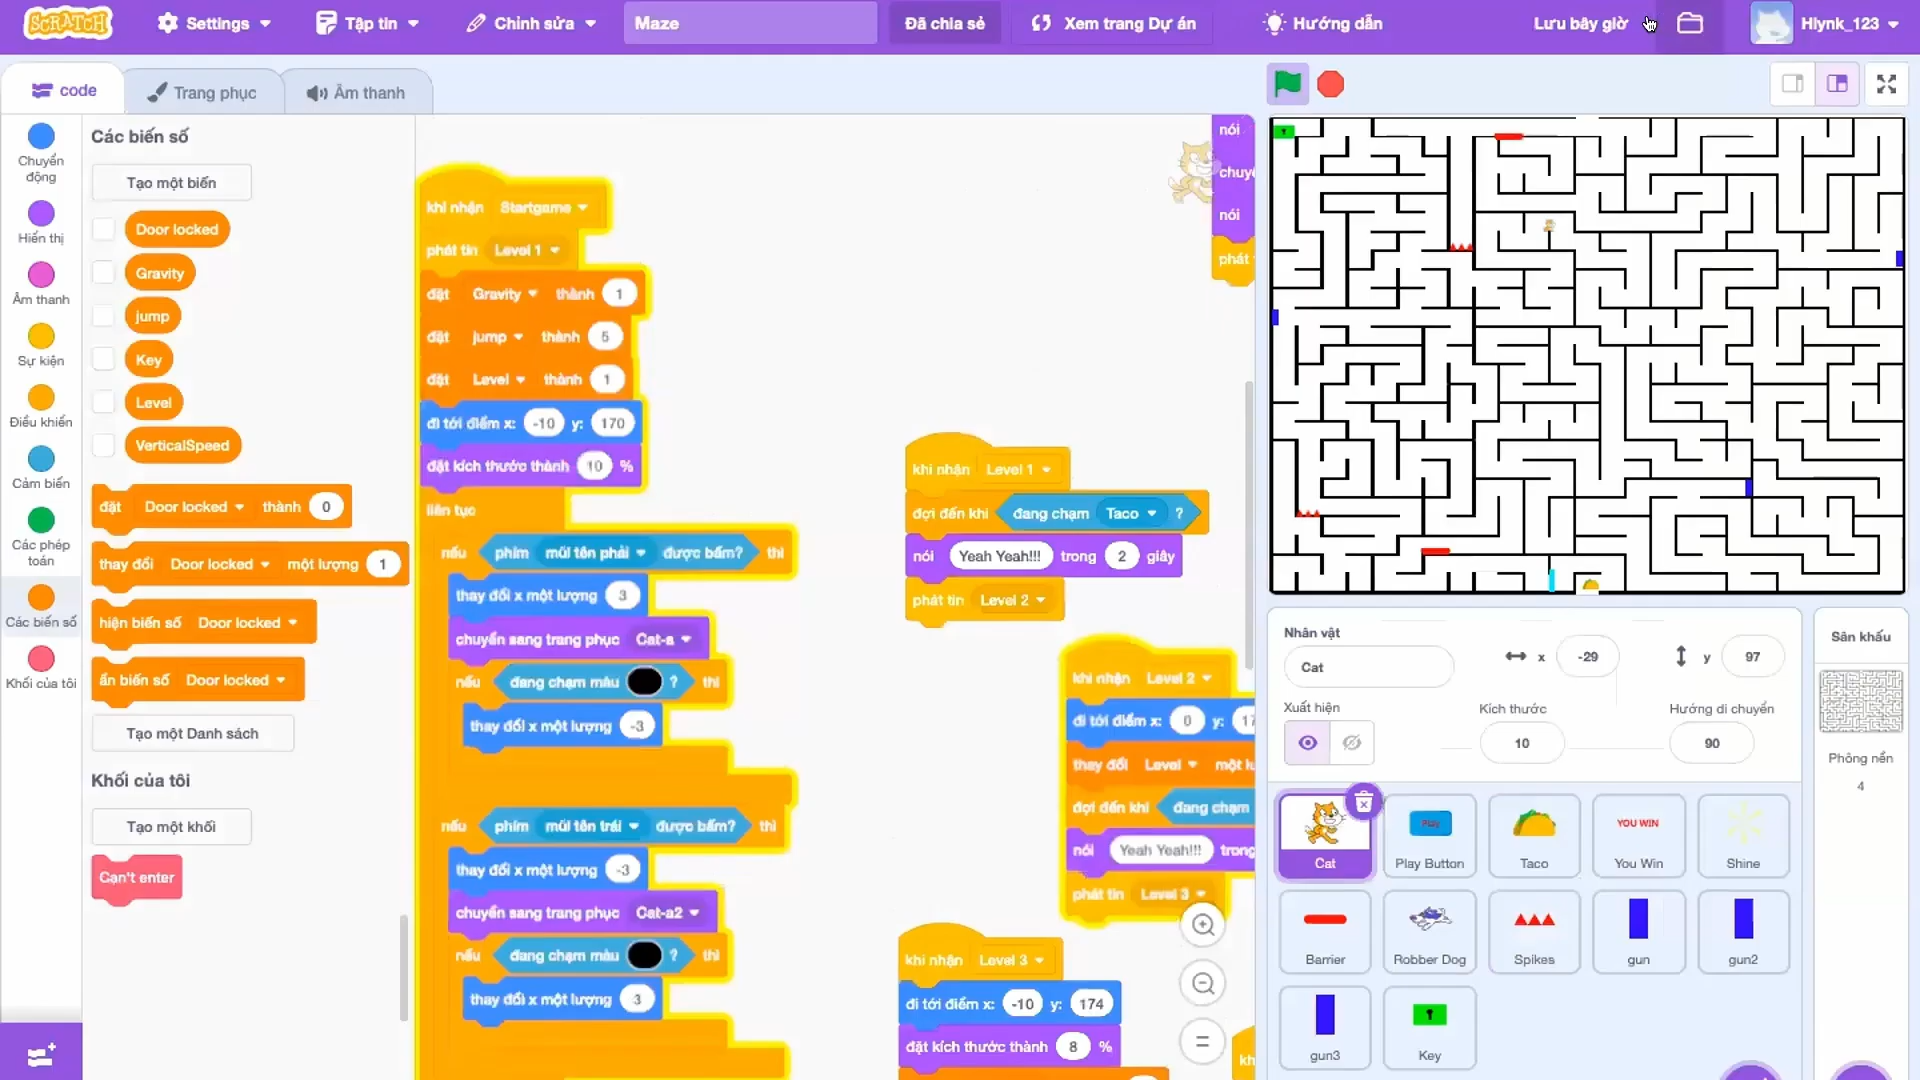 SCRATCH
Settings
Tập tin
Chỉnh sửa
Maze
Đã chia sẻ
Xem trang Dự án
Hướng dẫn
Lưu bây giờ
Hlynk_123
code
Trang phục
Âm thanh
Chuyển động
Hiển thị
Âm thanh
Sự kiện
Điều khiển
Cảm biến
Các phép toán
Các biến số
Khối của tôi
Các biến số
Tạo một biến
Door locked
Gravity
jump
Key
Level
VerticalSpeed
đặt Door locked thành 0
thay đổi Door locked một lượng 1
hiện biến số Door locked
ẩn biến số Door locked
Tạo một Danh sách
Khối của tôi
Tạo một khối
Can't enter
khi nhận Startgame
phát tin Level 1
đặt Gravity thành 1
đặt jump thành 5
đặt Level thành 1
đi tới điểm x: -10 y: 170
đặt kích thước thành 10 %
liên tục
nếu phím mũi tên phải được bấm? thì
thay đổi x một lượng 3
chuyển sang trang phục Cat-a
nếu đang chạm màu ? thì
thay đổi x một lượng -3
nếu phím mũi tên trái được bấm? thì
thay đổi x một lượng -3
chuyển sang trang phục Cat-a2
nếu đang chạm màu ? thì
thay đổi x một lượng 3
nói
chuyể
nói
phát
khi nhận Level 1
đợi đến khi đang chạm Taco ?
nói Yeah Yeah!!! trong 2 giây
phát tin Level 2
khi nhận Level 2
đi tới điểm x: 0 y: 17
thay đổi Level một lư
đợi đến khi đang chạm
nói Yeah Yeah!!! trong
phát tin Level 3
khi nhận Level 3
đi tới điểm x: -10 y: 174
đặt kích thước thành 8 %
kh
Nhân vật
Cat
x -29
y 97
Xuất hiện
Kích thước
10
Hướng di chuyển
90
Sân khấu
Phông nền
4
Cat
Play
Play Button
Taco
YOU WIN
You Win
Shine
Barrier
Robber Dog
Spikes
gun
gun2
gun3
Key